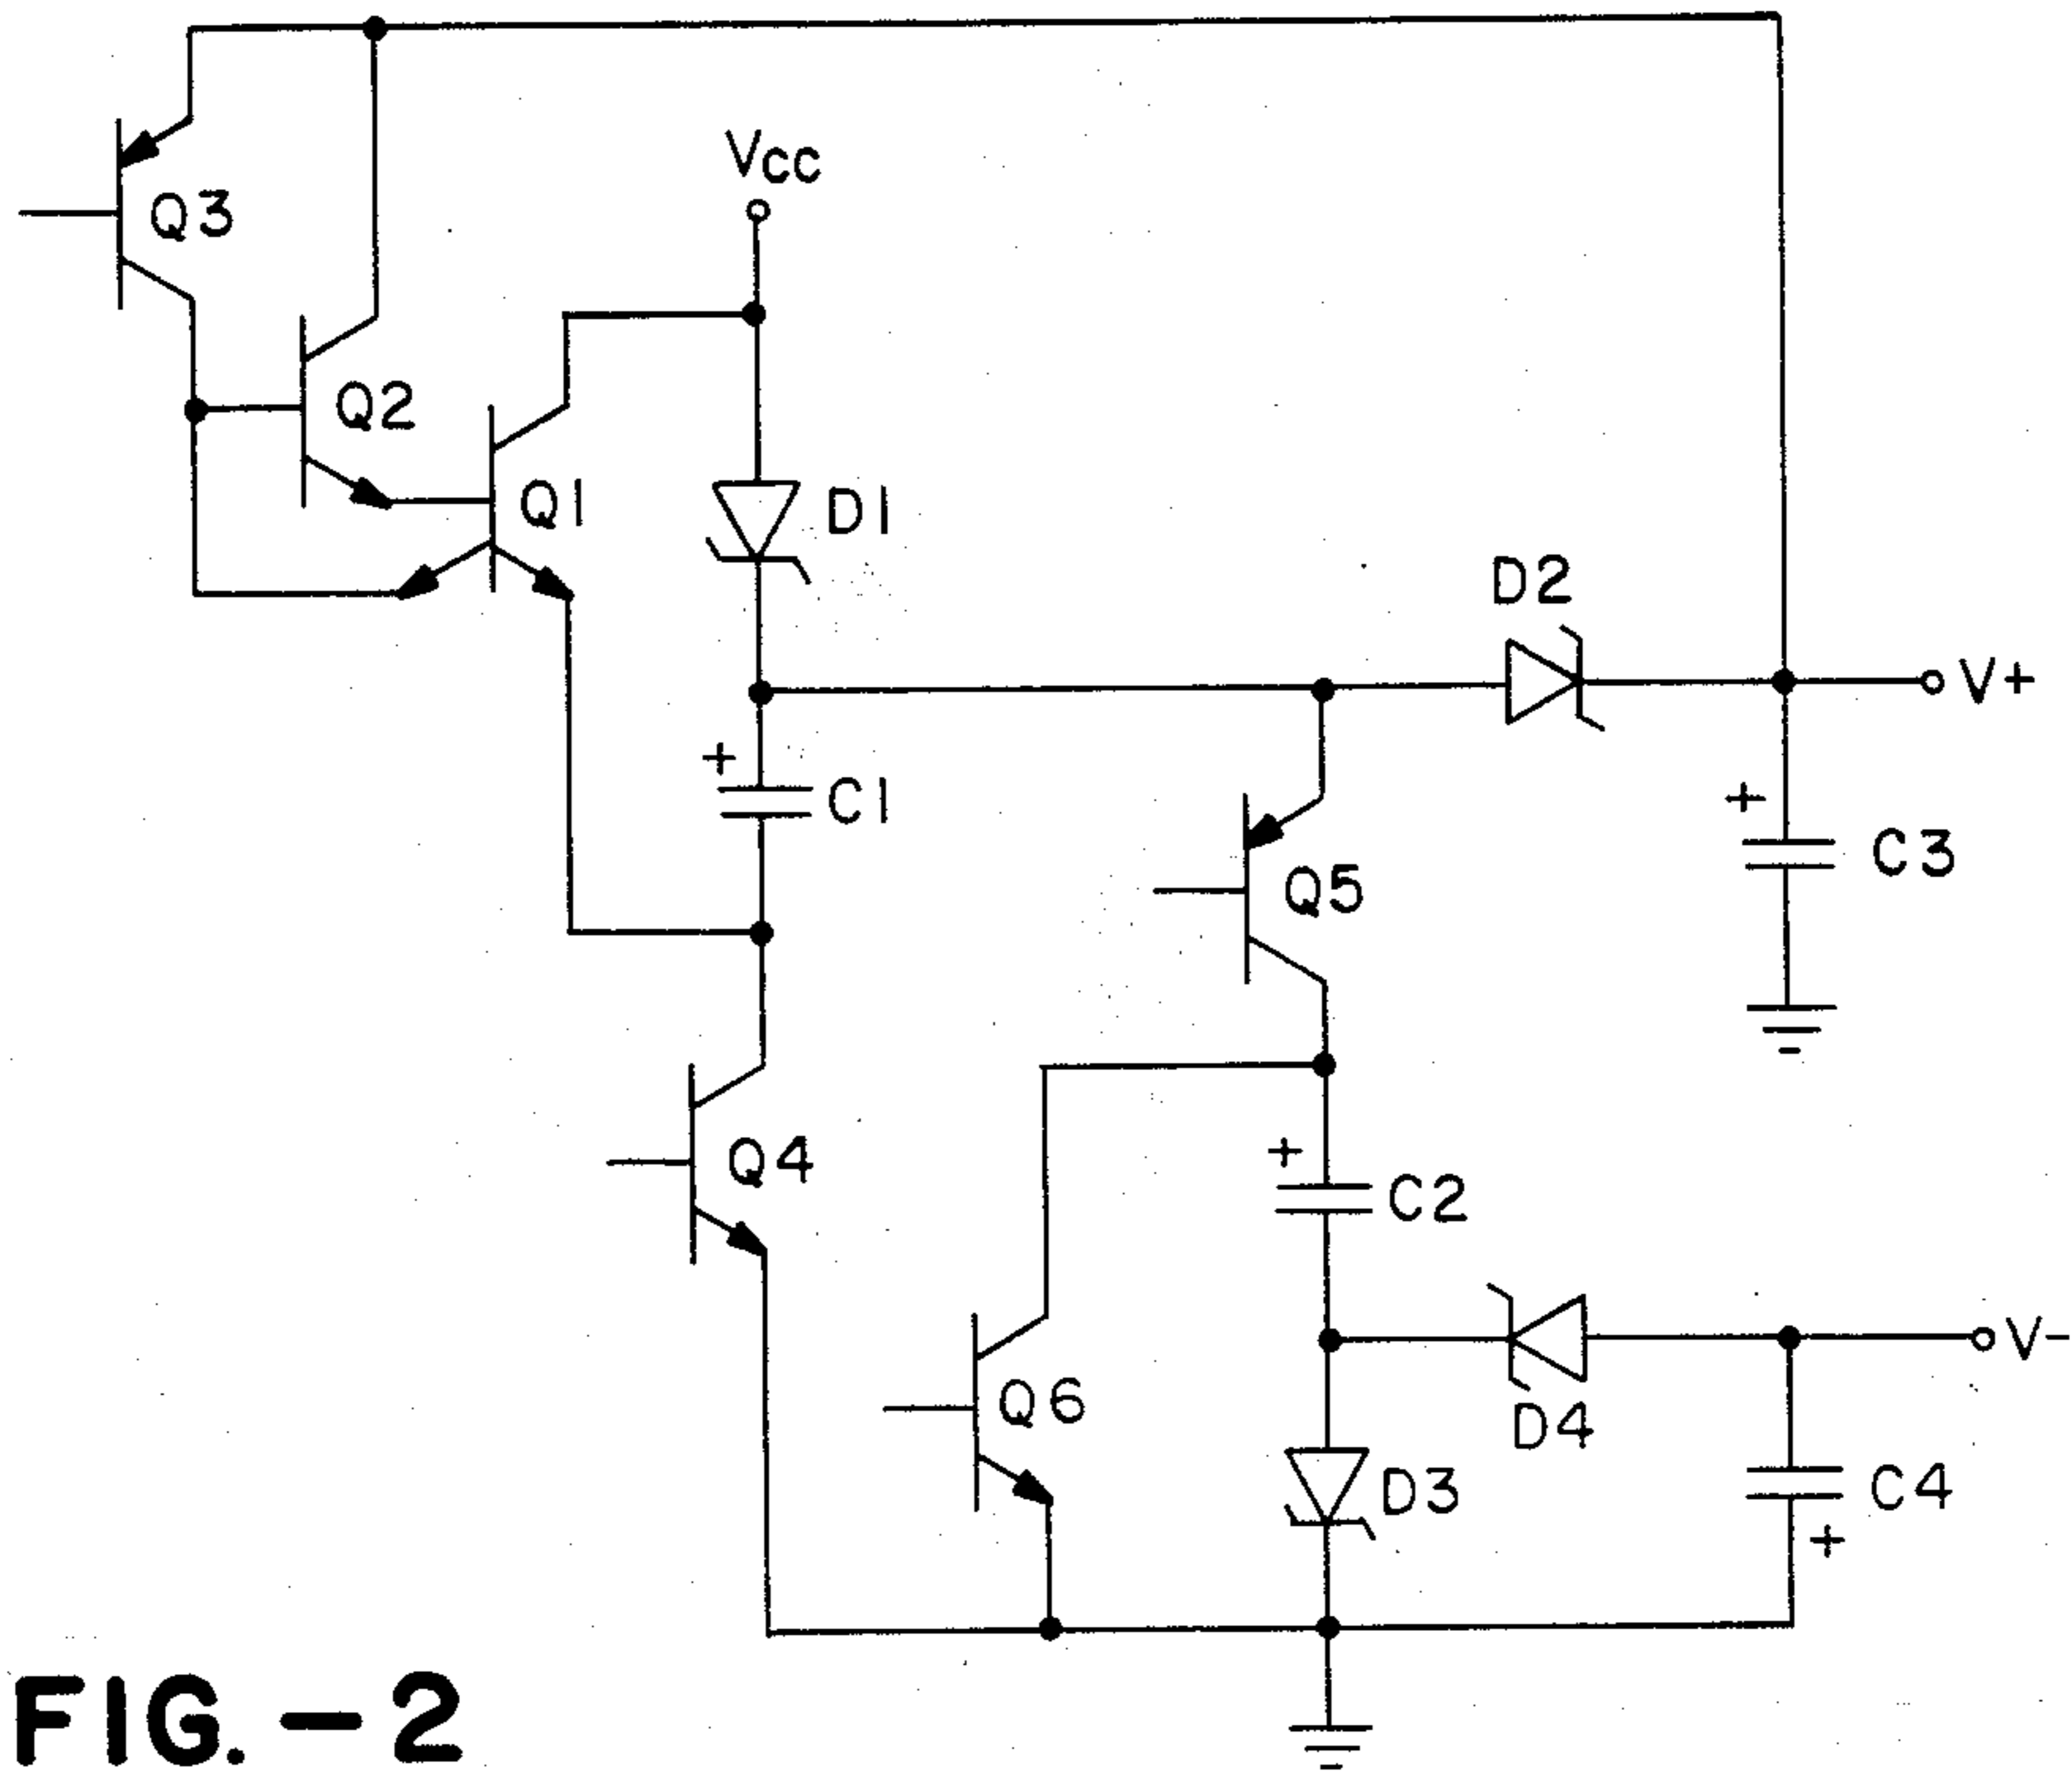 Vcc
Q3
Q2
Q1
D1
D2
V+
+
C1
+
C3
Q5
Q4
+
C2
V-
Q6
D4
D3
C4
+
FIG.-2